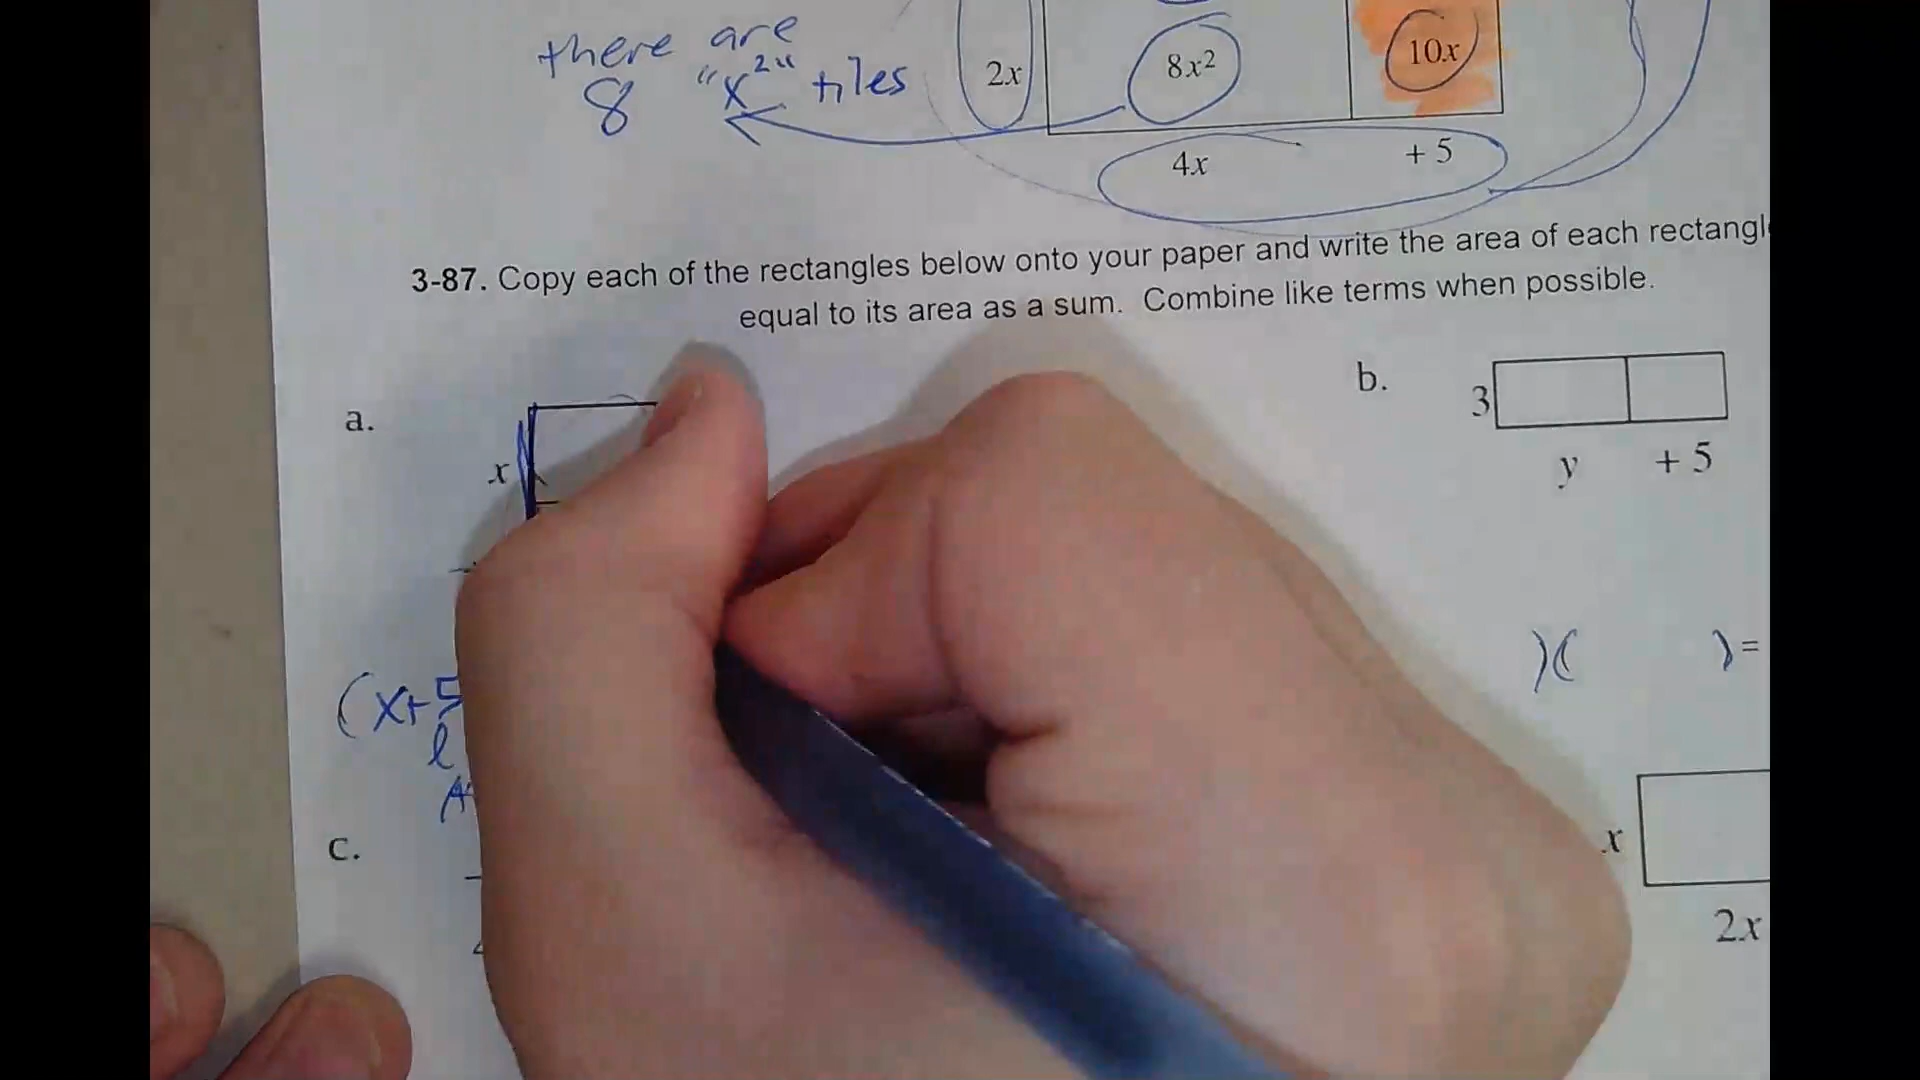 there are
8 "x²" tiles
2x 8x² 10x
4x + 5
3-87. Copy each of the rectangles below onto your paper and write the area of each
equal to its area as a sum. Combine like terms when possible.
a.
x
b.
3
y + 5
(x+5
l
A
)( ) =
c.
x
2x